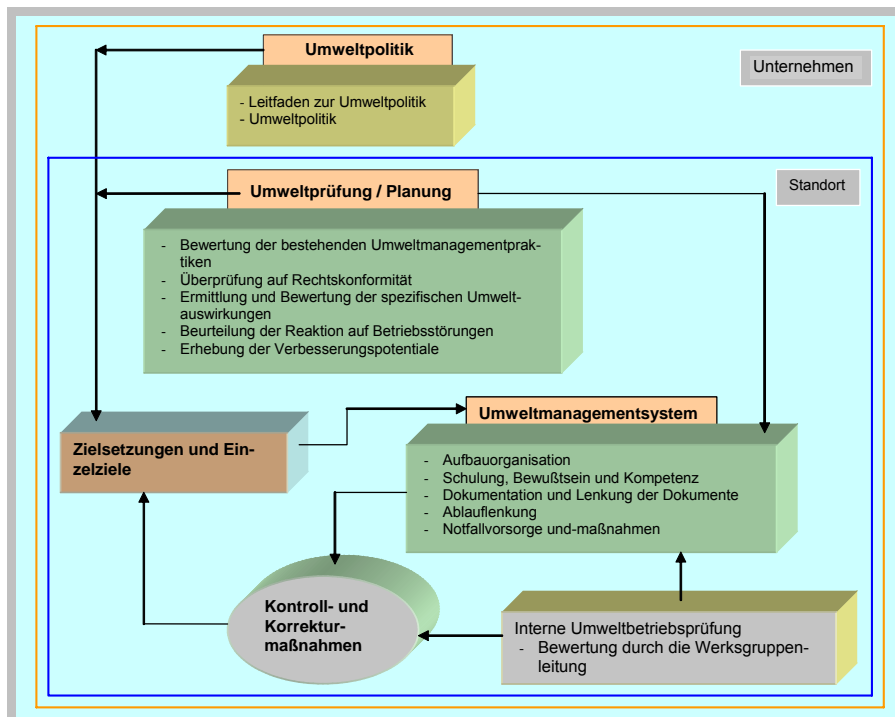 Umweltpolitik
Unternehmen
- Leitfaden zur Umweltpolitik
- Umweltpolitik
Umweltprüfung / Planung
Standort
- Bewertung der bestehenden Umweltmanagementprak-
tiken
- Überprüfung auf Rechtskonformität
- Ermittlung und Bewertung der spezifischen Umwelt-
auswirkungen
- Beurteilung der Reaktion auf Betriebsstörungen
- Erhebung der Verbesserungspotentiale
Umweltmanagementsystem
Zielsetzungen und Ein-
zelziele
- Aufbauorganisation
- Schulung, Bewußtsein und Kompetenz
- Dokumentation und Lenkung der Dokumente
- Ablauflenkung
- Notfallvorsorge und-maßnahmen
Kontroll- und
Korrektur-
maßnahmen
Interne Umweltbetriebsprüfung
- Bewertung durch die Werksgruppen-
leitung